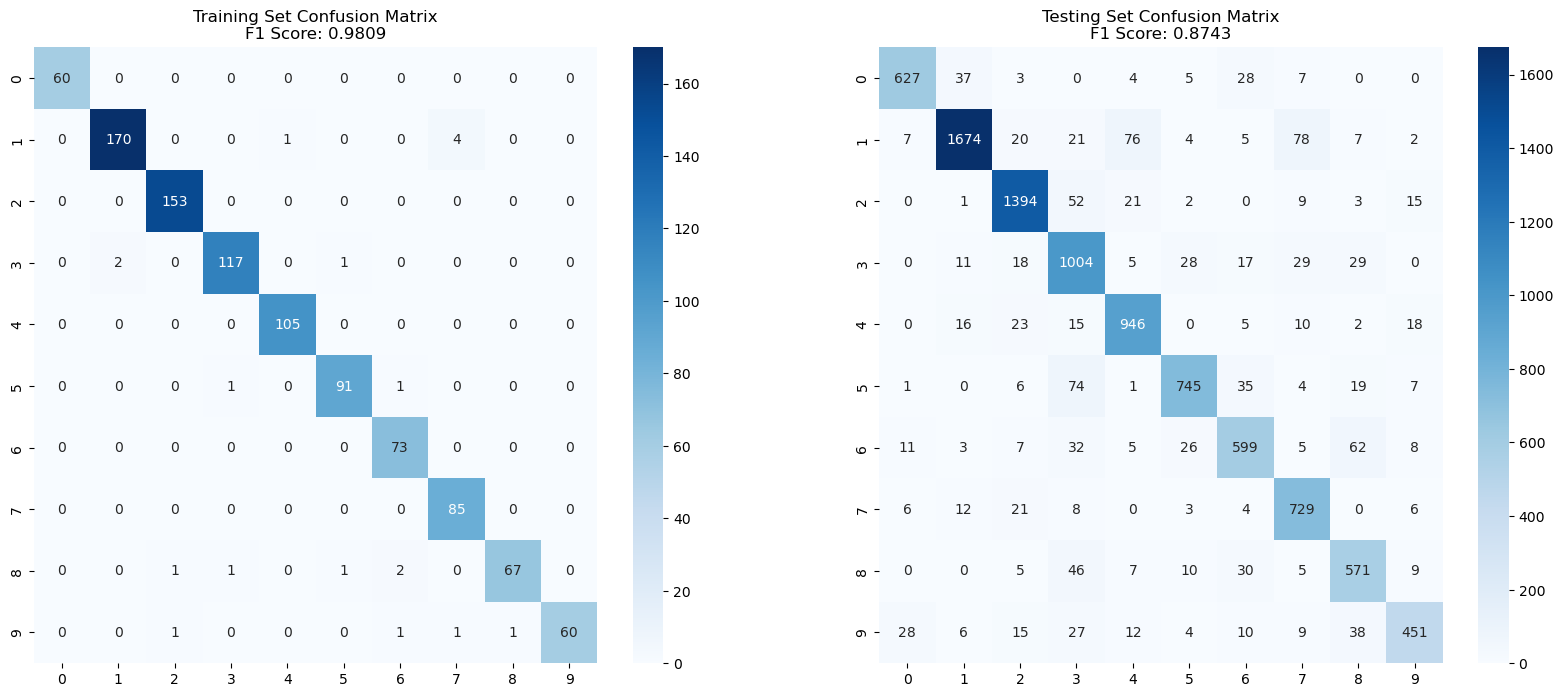 Training Set Confusion Matrix
F1 Score: 0.9809
0 60 0 0 0 0 0 0 0 0 0
1 0 170 0 0 1 0 0 4 0 0
2 0 0 153 0 0 0 0 0 0 0
3 0 2 0 117 0 1 0 0 0 0
4 0 0 0 0 105 0 0 0 0 0
5 0 0 0 1 0 91 1 0 0 0
6 0 0 0 0 0 0 73 0 0 0
7 0 0 0 0 0 0 0 85 0 0
8 0 0 1 1 0 1 2 0 67 0
9 0 0 1 0 0 0 1 1 1 60
0 1 2 3 4 5 6 7 8 9
160
140
120
100
80
60
40
20
0
Testing Set Confusion Matrix
F1 Score: 0.8743
0 627 37 3 0 4 5 28 7 0 0
1 7 1674 20 21 76 4 5 78 7 2
2 0 1 1394 52 21 2 0 9 3 15
3 0 11 18 1004 5 28 17 29 29 0
4 0 16 23 15 946 0 5 10 2 18
5 1 0 6 74 1 745 35 4 19 7
6 11 3 7 32 5 26 599 5 62 8
7 6 12 21 8 0 3 4 729 0 6
8 0 0 5 46 7 10 30 5 571 9
9 28 6 15 27 12 4 10 9 38 451
0 1 2 3 4 5 6 7 8 9
1600
1400
1200
1000
800
600
400
200
0